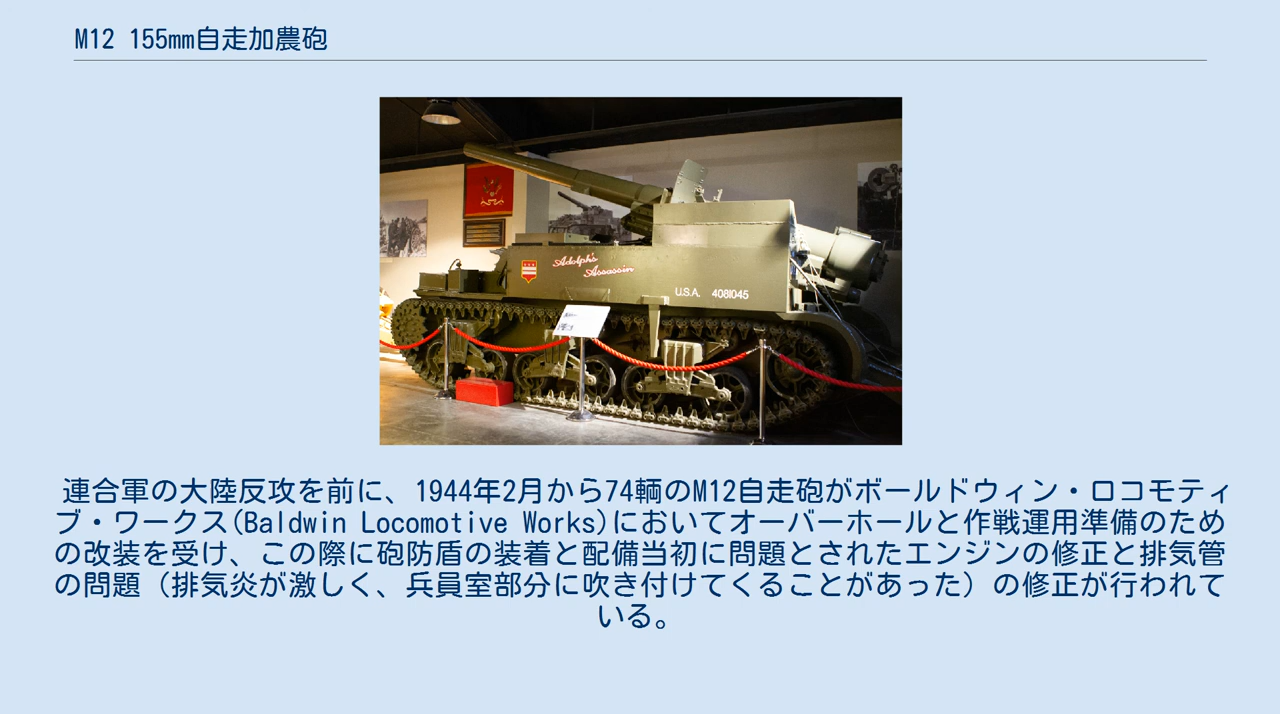 M12 155mm自走加農砲
Adolph's
Assassin
U.S.A. 4081045
連合軍の大陸反攻を前に、1944年2月から74輌のM12自走砲がボールドウィン・ロコモティ
ブ・ワークス(Baldwin Locomotive Works)においてオーバーホールと作戦運用準備のため
の改装を受け、この際に砲防盾の装着と配備当初に問題とされたエンジンの修正と排気管
の問題（排気炎が激しく、兵員室部分に吹き付けてくることがあった）の修正が行われて
いる。